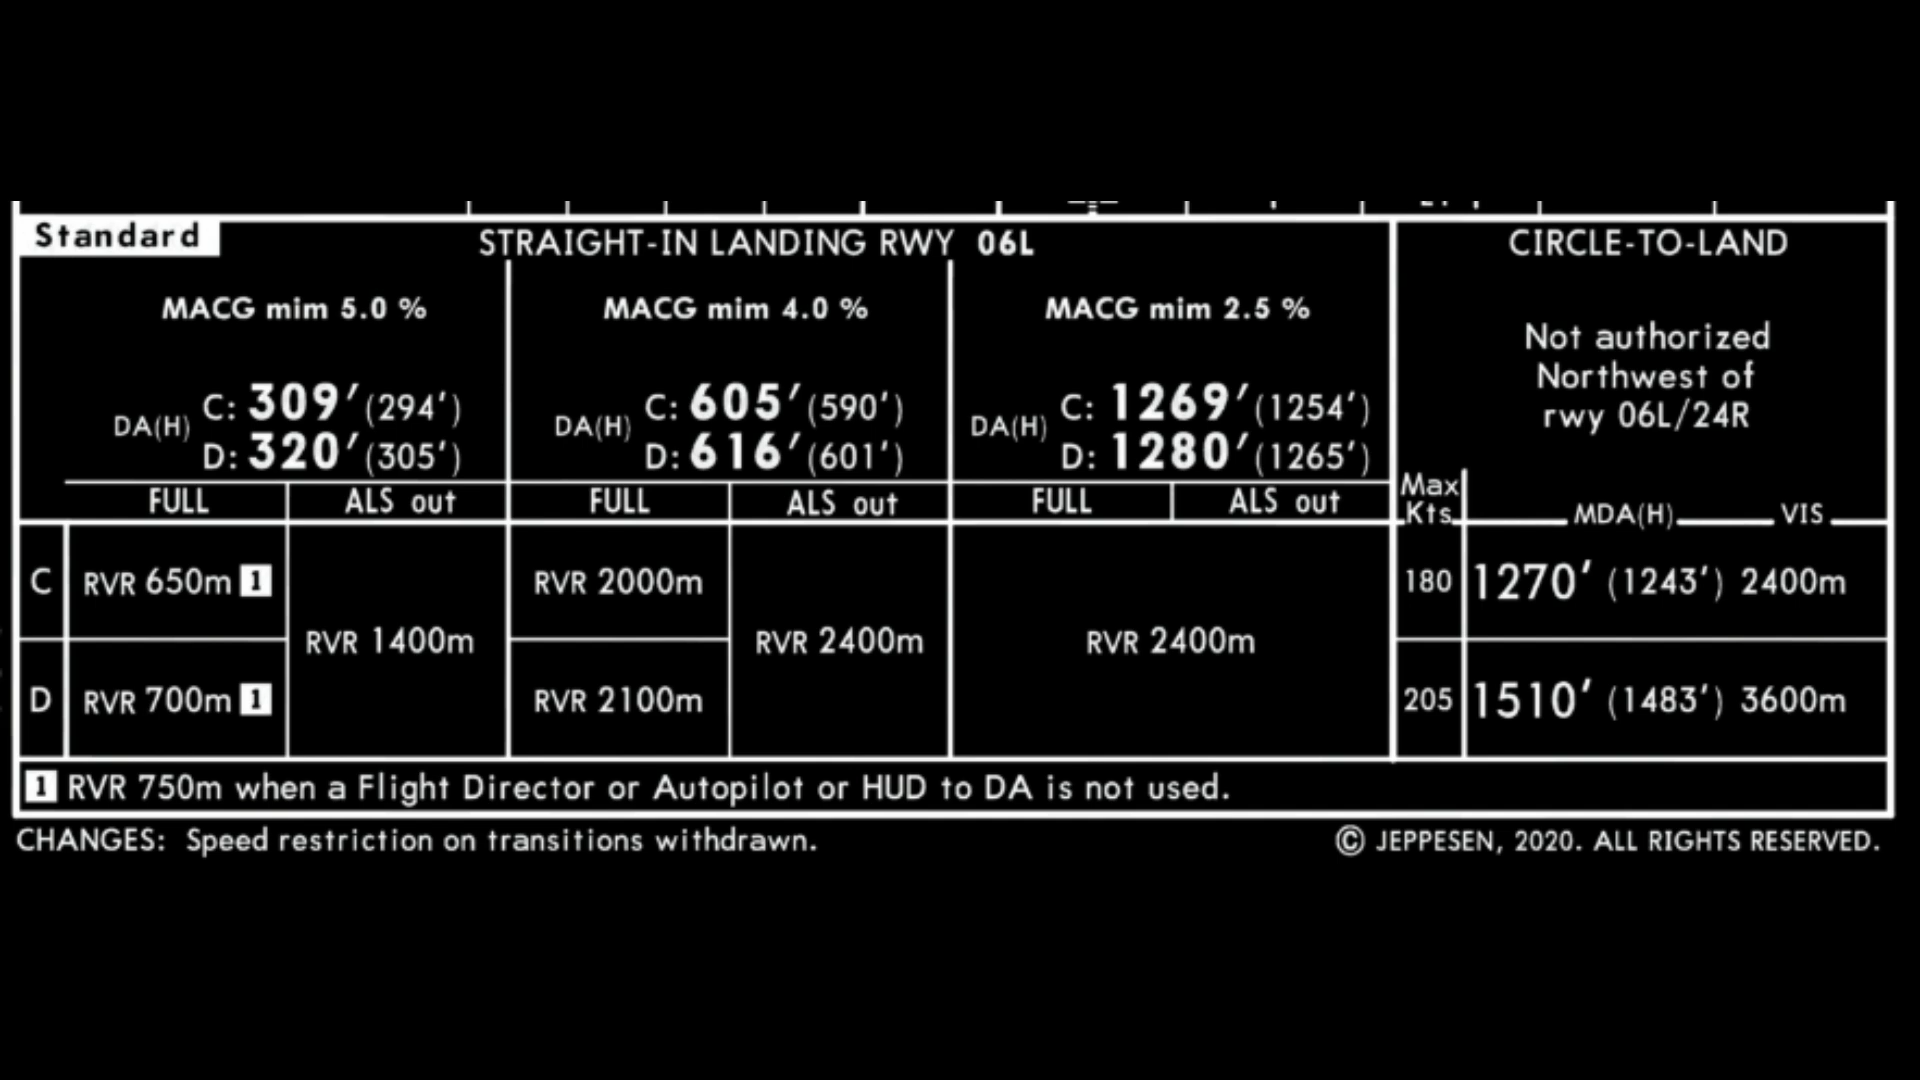 Standard
STRAIGHT-IN LANDING RWY 06L
CIRCLE-TO-LAND
MACG mim 5.0 %
MACG mim 4.0 %
MACG mim 2.5 %
Not authorized
Northwest of
rwy 06L/24R
DA(H) C: 309′(294′)
D: 320′(305′)
DA(H) C: 605′(590′)
D: 616′(601′)
DA(H) C: 1269′(1254′)
D: 1280′(1265′)
FULL ALS out FULL ALS out FULL ALS out
Max
Kts MDA(H) VIS
C RVR 650m 1 RVR 2000m 180 1270′ (1243′) 2400m
RVR 1400m RVR 2400m RVR 2400m
D RVR 700m 1 RVR 2100m 205 1510′ (1483′) 3600m
1 RVR 750m when a Flight Director or Autopilot or HUD to DA is not used.
CHANGES: Speed restriction on transitions withdrawn.
© JEPPESEN, 2020. ALL RIGHTS RESERVED.